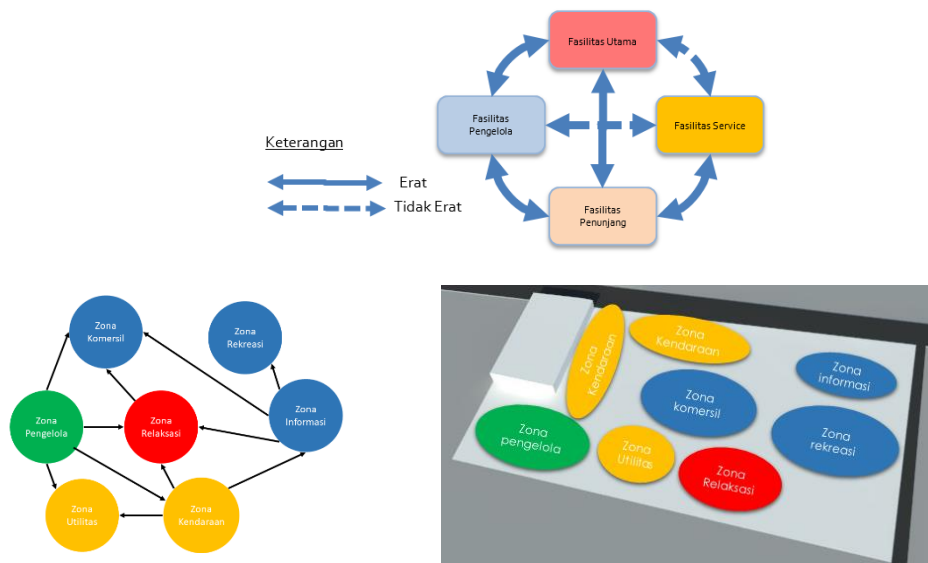 Fasilitas Utama
Fasilitas
Pengelola
Fasilitas Service
Fasilitas
Penunjang
Keterangan
Erat
Tidak Erat
Zona
Komersil
Zona
Rekreasi
Zona
Pengelola
Zona
Relaksasi
Zona
Informasi
Zona
Utilitas
Zona
Kendaraan
Zona
Kendaraan
Zona
Kendaraan
Zona
informasi
Zona
komersil
Zona
rekreasi
Zona
pengelola
Zona
Utilitas
Zona
Relaksasi